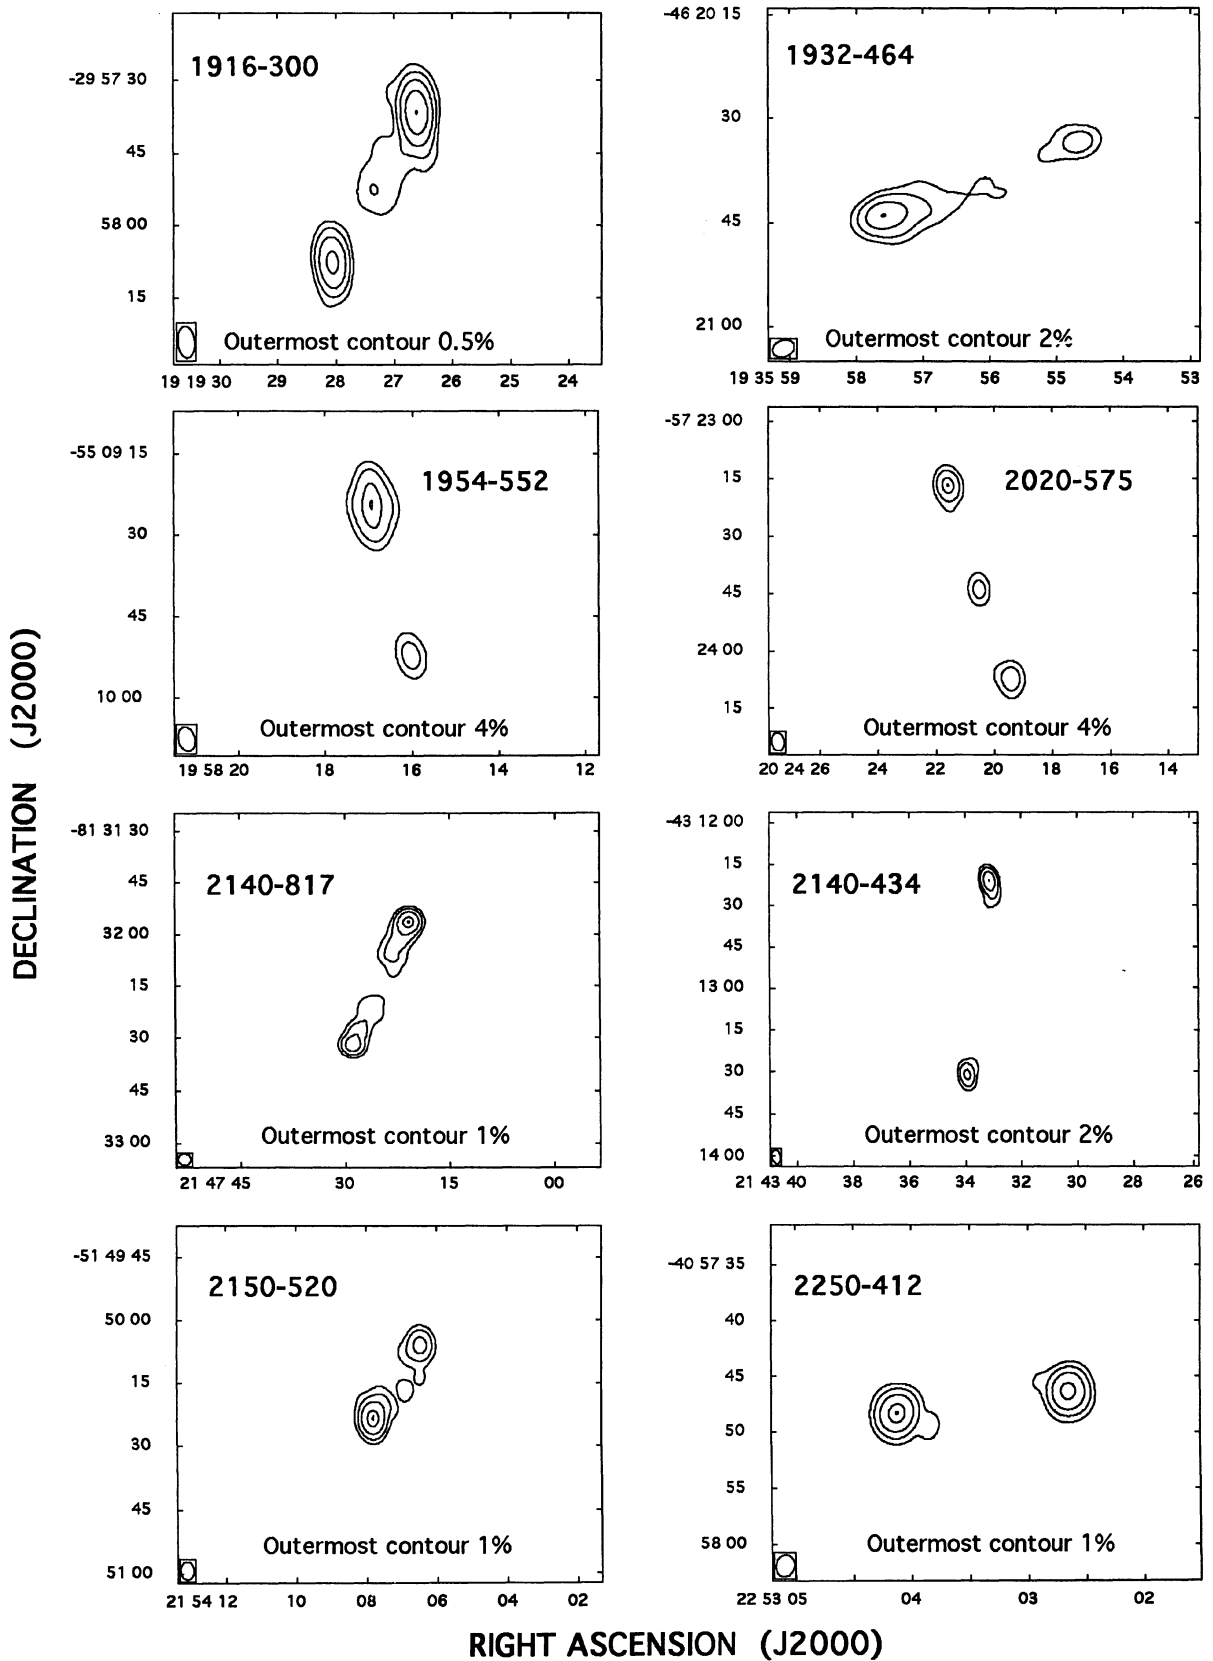 1916-300
-29 57 30
45
58 00
15
Outermost contour 0.5%
19 19 30 29 28 27 26 25 24
1932-464
-46 20 15
30
45
21 00
Outermost contour 2%
19 35 59 58 57 56 55 54 53
1954-552
-55 09 15
30
45
10 00
Outermost contour 4%
19 58 20 18 16 14 12
2020-575
-57 23 00
15
30
45
24 00
15
Outermost contour 4%
20 24 26 24 22 20 18 16 14
2140-817
-81 31 30
45
32 00
15
30
45
33 00
Outermost contour 1%
21 47 45 30 15 00
2140-434
-43 12 00
15
30
45
13 00
15
30
45
14 00
Outermost contour 2%
21 43 40 38 36 34 32 30 28 26
2150-520
-51 49 45
50 00
15
30
45
51 00
Outermost contour 1%
21 54 12 10 08 06 04 02
2250-412
-40 57 35
40
45
50
55
58 00
Outermost contour 1%
22 53 05 04 03 02
DECLINATION (J2000)
RIGHT ASCENSION (J2000)